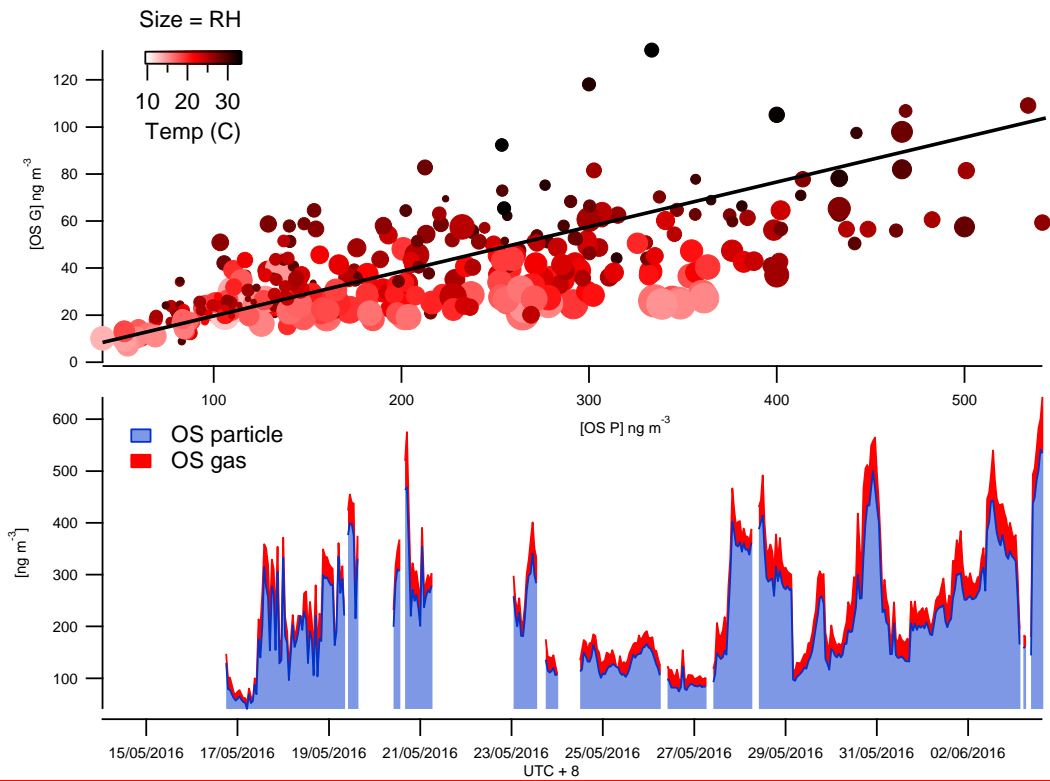 Size = RH
10 20 30
Temp (C)
120
100
80
60
40
20
0
[OS G] ng m⁻³
100 200 300 400 500
[OS P] ng m⁻³
600
500
400
300
200
100
[ng m⁻³]
OS particle
OS gas
15/05/2016 17/05/2016 19/05/2016 21/05/2016 23/05/2016 25/05/2016 27/05/2016 29/05/2016 31/05/2016 02/06/2016
UTC + 8